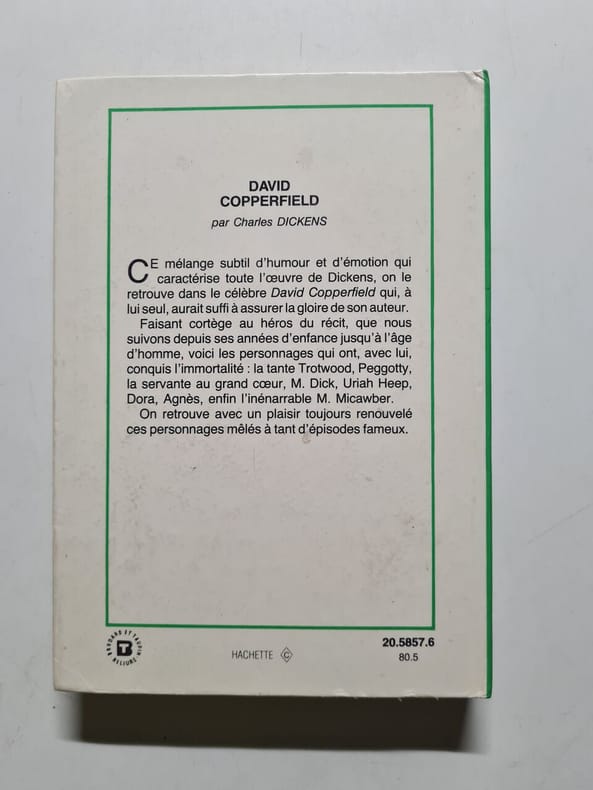 DAVID
COPPERFIELD
par Charles DICKENS
CE mélange subtil d'humour et d'émotion qui
caractérise toute l'œuvre de Dickens, on le
retrouve dans le célèbre David Copperfield qui, à
lui seul, aurait suffi à assurer la gloire de son auteur.
Faisant cortège au héros du récit, que nous
suivons depuis ses années d'enfance jusqu'à l'âge
d'homme, voici les personnages qui ont, avec lui,
conquis l'immortalité : la tante Trotwood, Peggotty,
la servante au grand cœur, M. Dick, Uriah Heep,
Dora, Agnès, enfin l'inénarrable M. Micawber.
On retrouve avec un plaisir toujours renouvelé
ces personnages mêlés à tant d'épisodes fameux.
BRODARD ET TAUPIN
RELIURE
HACHETTE C
20.5857.6
80.5